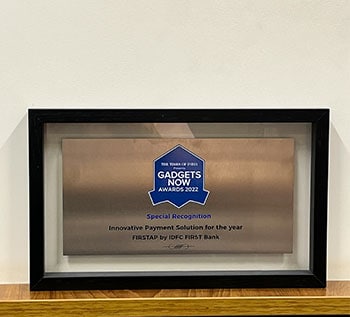 THE TIMES OF INDIA
Presents
GADGETS
NOW
AWARDS 2022
Special Recognition
Innovative Payment Solution for the year
FIRSTAP by IDFC FIRST Bank